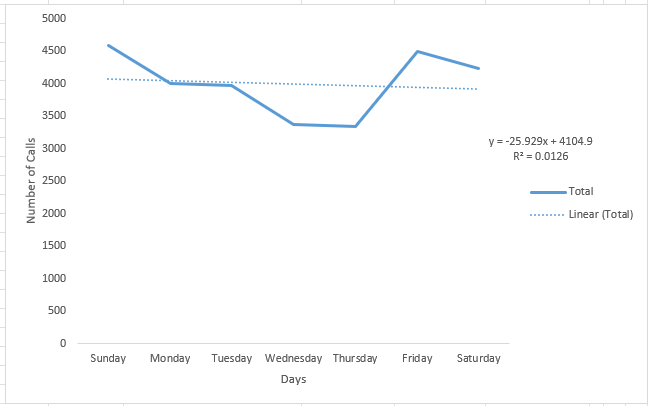 5000
4500
4000
3500
3000
2500
2000
1500
1000
500
0
Number of Calls
Sunday Monday Tuesday Wednesday Thursday Friday Saturday
Days
y = -25.929x + 4104.9
R² = 0.0126
Total
Linear (Total)